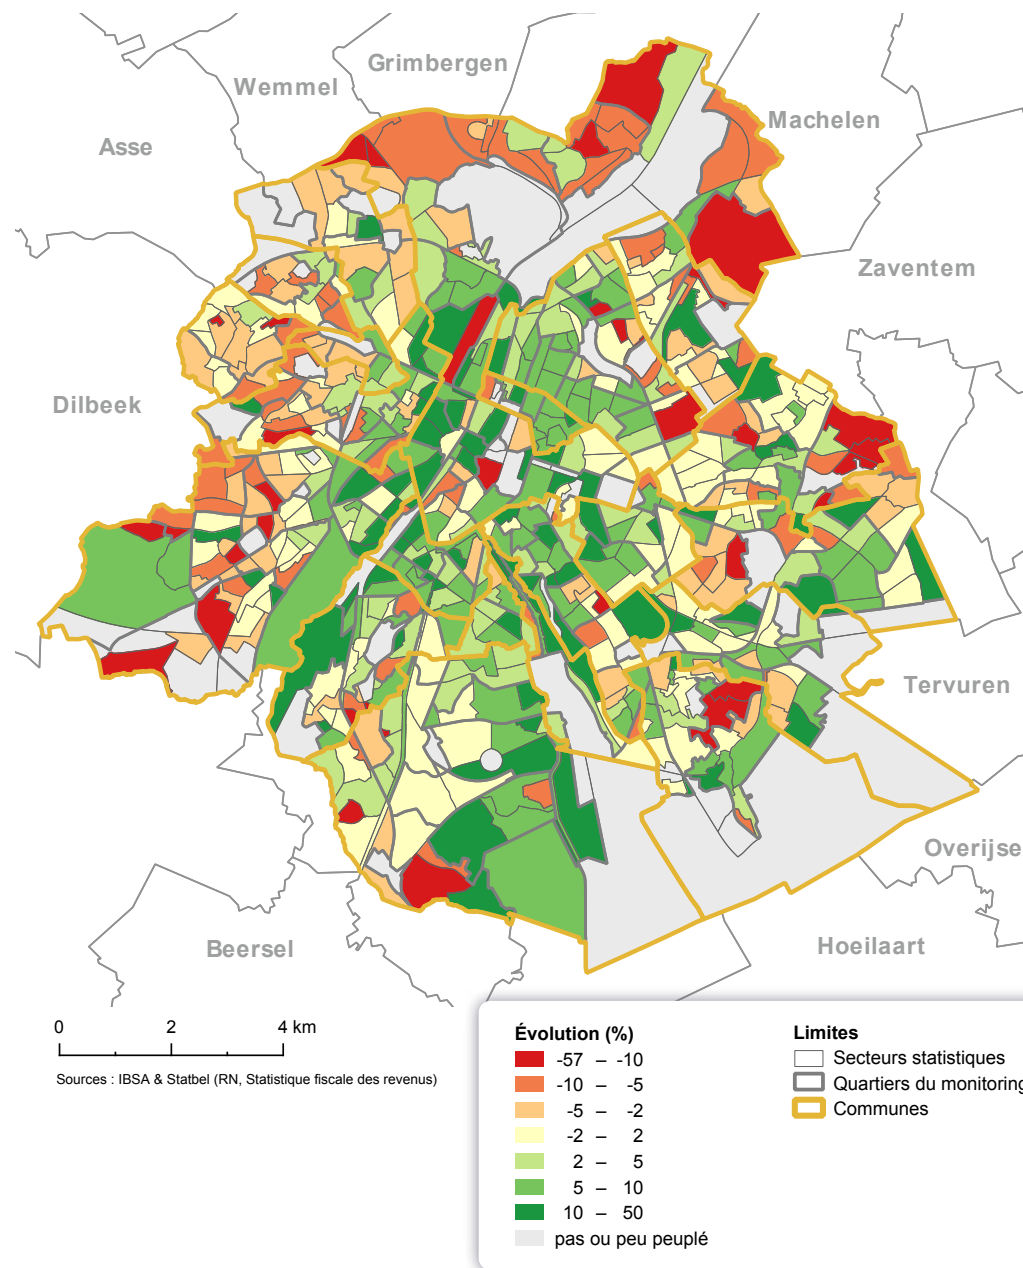 Grimbergen
Wemmel
Machelen
Asse
Zaventem
Dilbeek
Tervuren
Overijse
Hoeilaart
Beersel
0 2 4 km
Sources : IBSA & Statbel (RN, Statistique fiscale des revenus)
Évolution (%)
-57 – -10
-10 – -5
-5 – -2
-2 – 2
2 – 5
5 – 10
10 – 50
pas ou peu peuplé
Limites
Secteurs statistiques
Quartiers du monitoring
Communes